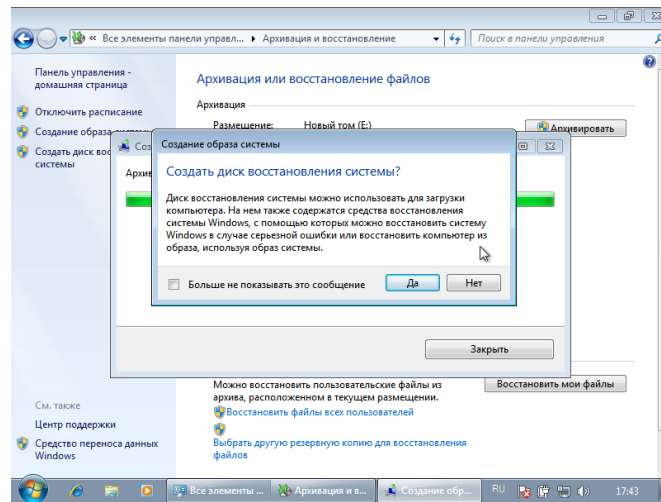 « Все элементы панели управл... ▸ Архивация и восстановление
Поиск в панели управления
Панель управления -
домашняя страница
Отключить расписание
Создание образа
Создать диск вос
системы
Архивация или восстановление файлов
Архивация
Размещение: Новый том (E:)
Архивировать
Соз
Архив
Создание образа системы
Создать диск восстановления системы?
Диск восстановления системы можно использовать для загрузки
компьютера. На нем также содержатся средства восстановления
системы Windows, с помощью которых можно восстановить систему
Windows в случае серьезной ошибки или восстановить компьютер из
образа, используя образ системы.
Больше не показывать это сообщение
Да
Нет
Закрыть
Можно восстановить пользовательские файлы из
архива, расположенном в текущем размещении.
Восстановить мои файлы
Восстановить файлы всех пользователей
Выбрать другую резервную копию для восстановления
файлов
См. также
Центр поддержки
Средство переноса данных
Windows
Все элементы ...
Архивация и в...
Создание обр...
RU
17:43